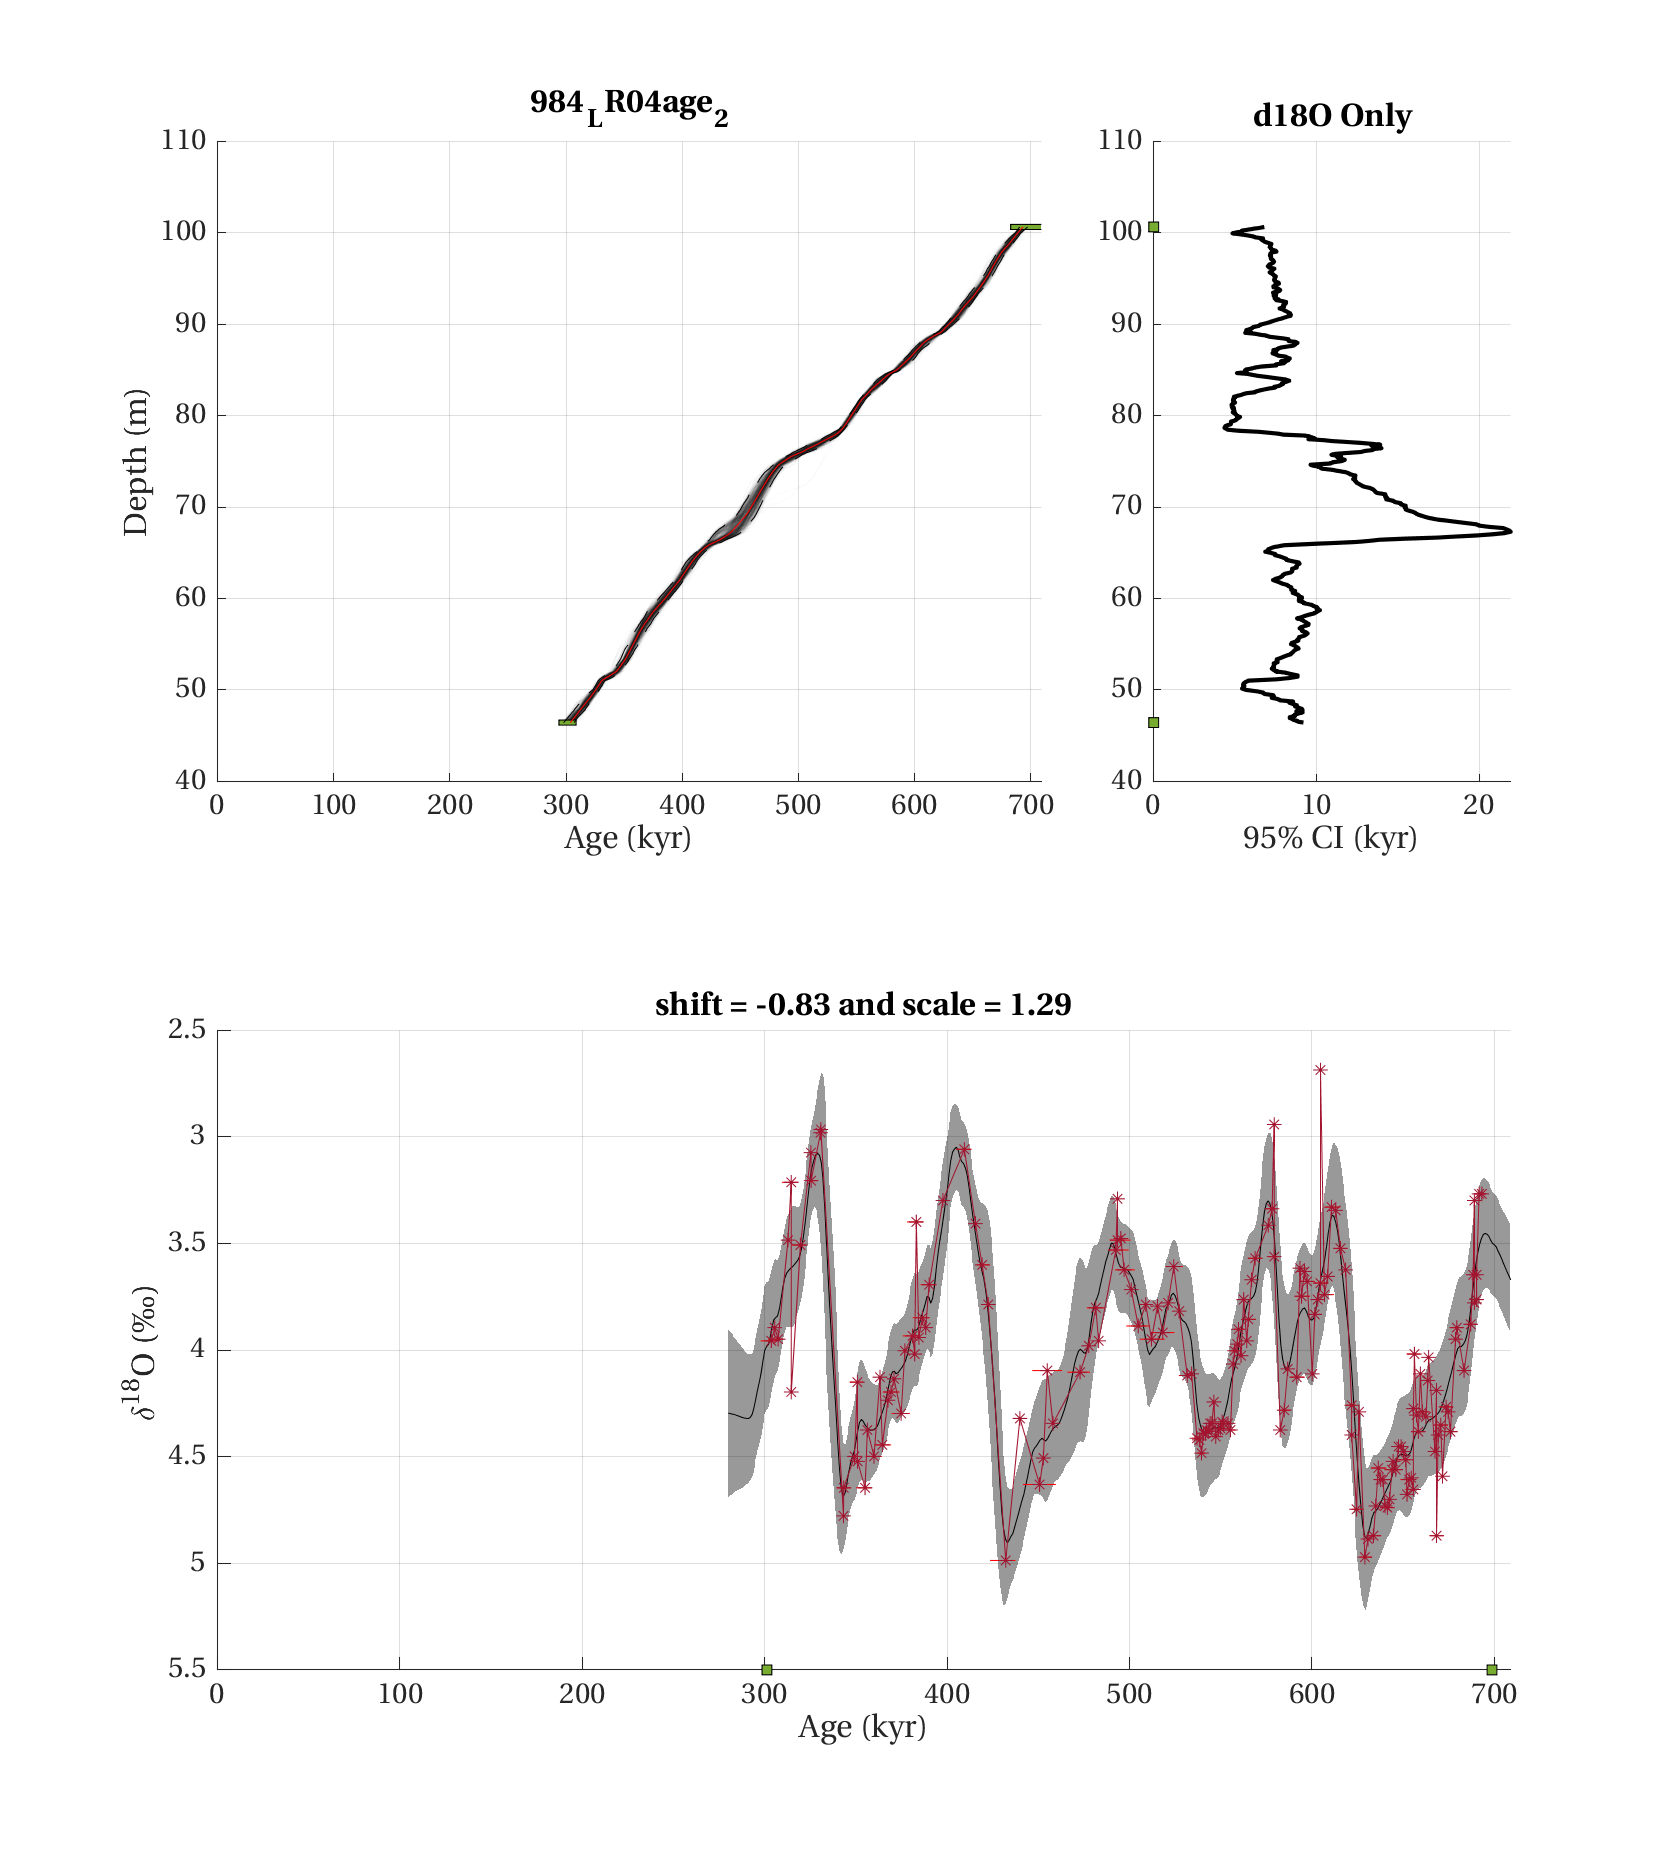 984_L R04age_2
d18O Only
110
100
90
80
70
60
50
40
Depth (m)
0 100 200 300 400 500 600 700
Age (kyr)
110
100
90
80
70
60
50
40
0 10 20
95% CI (kyr)
shift = -0.83 and scale = 1.29
2.5
3
3.5
4
4.5
5
5.5
δ18O (‰)
0 100 200 300 400 500 600 700
Age (kyr)